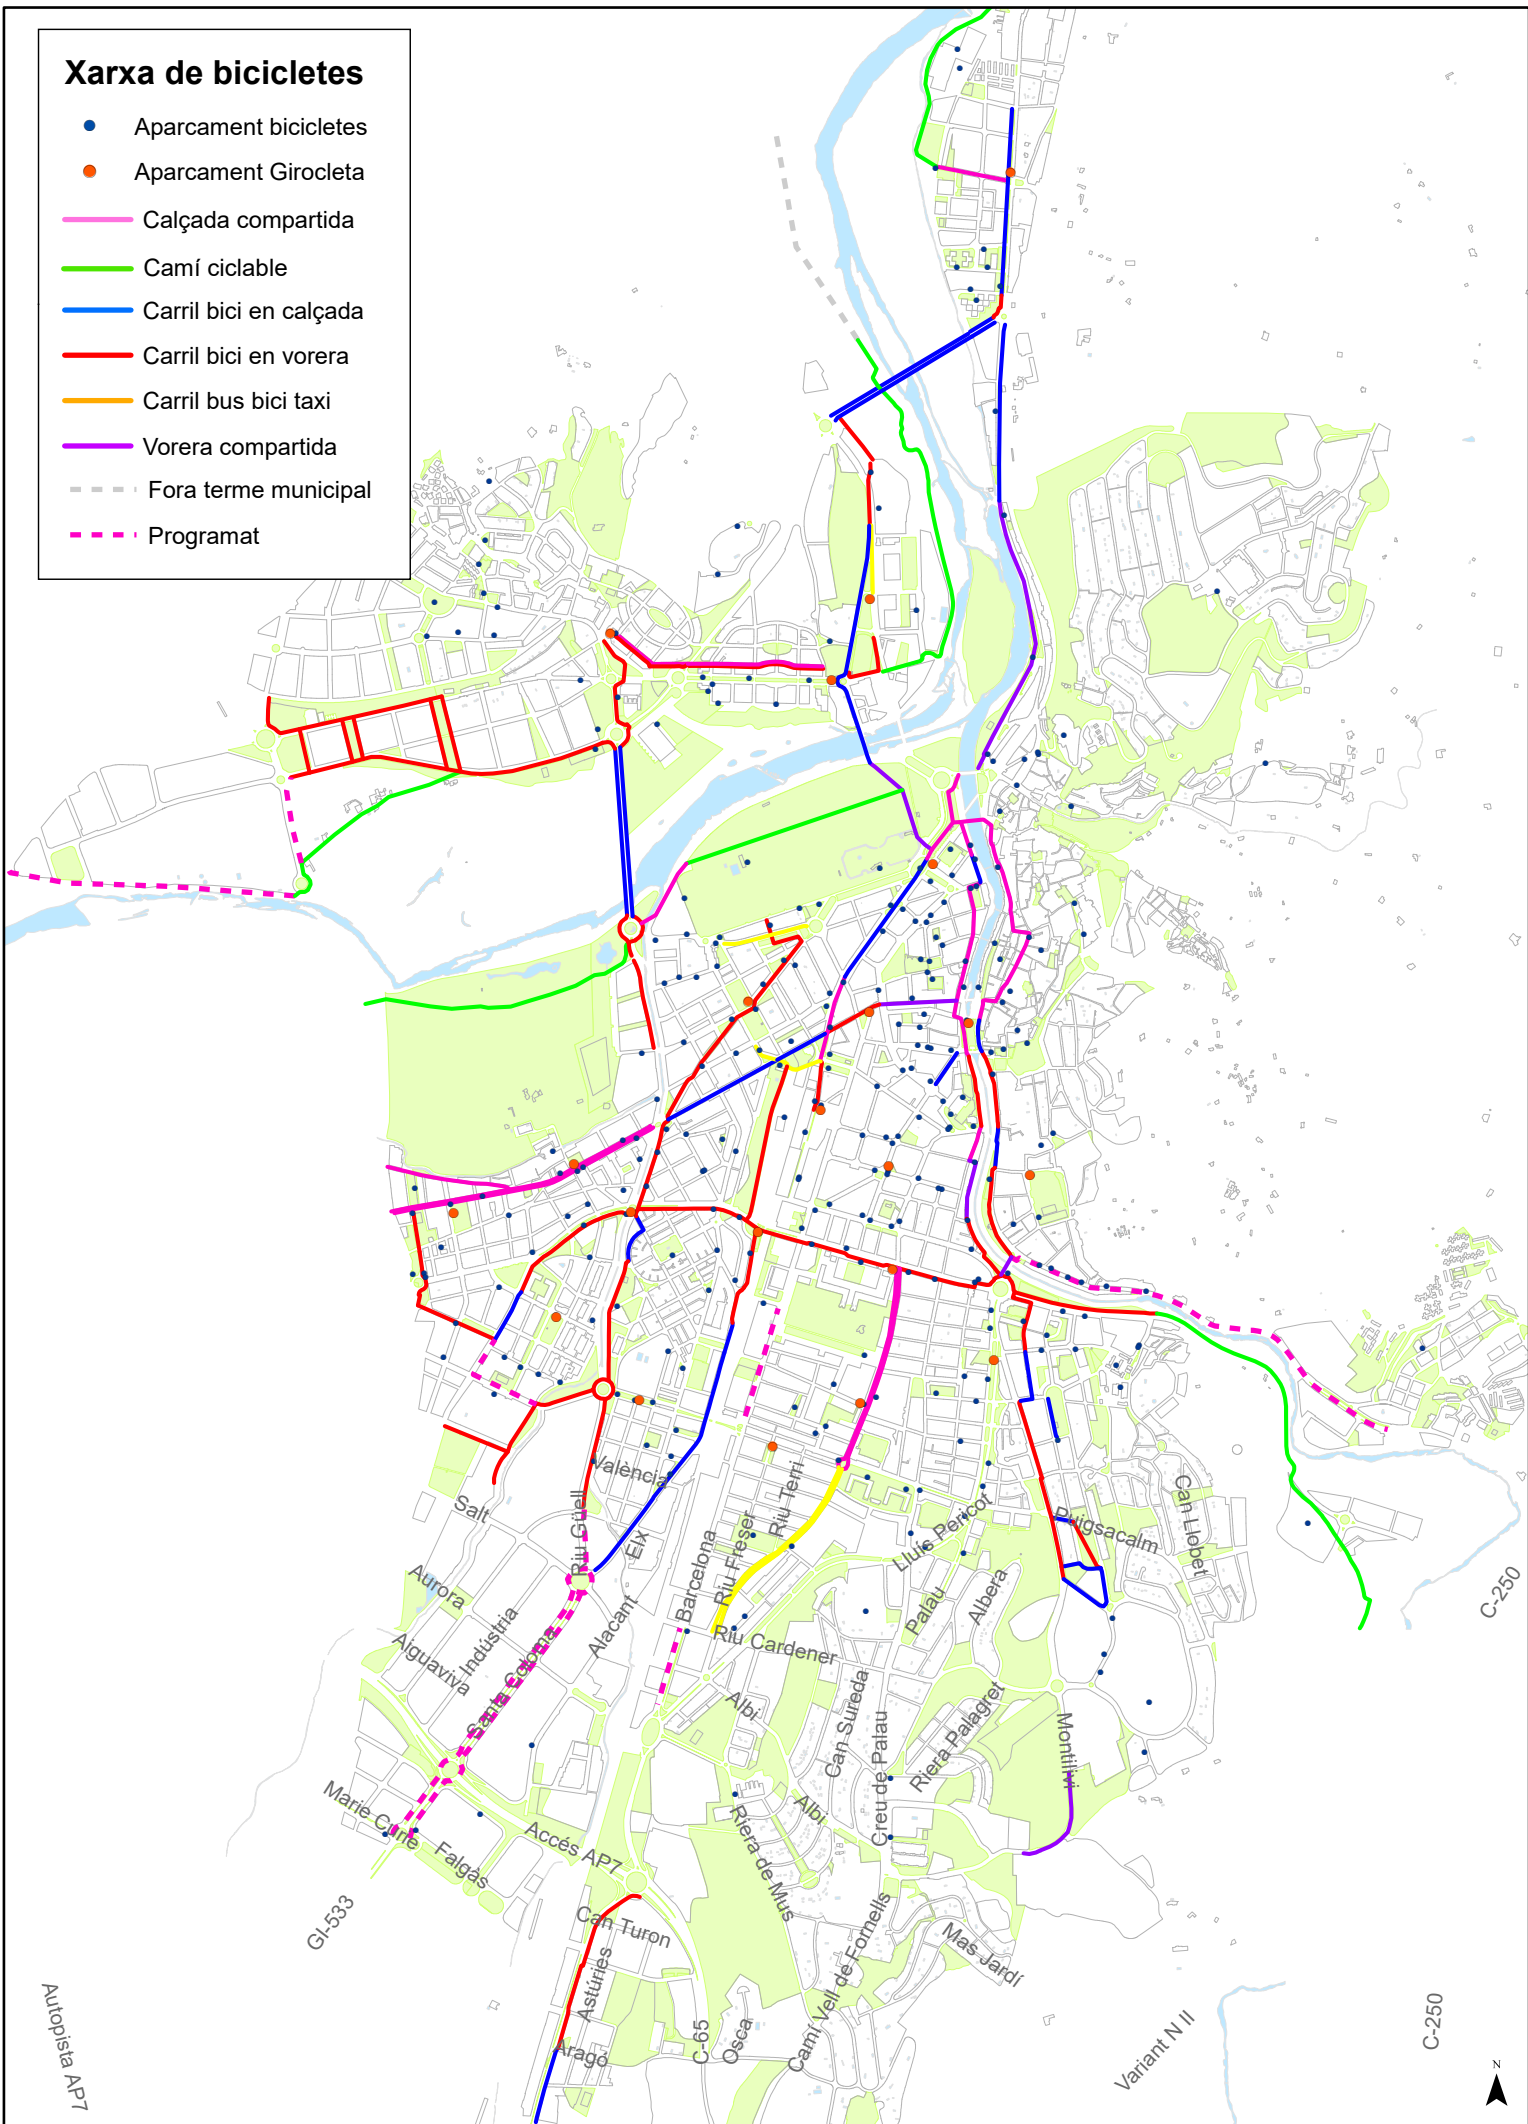 Xarxa de bicicletes
Aparcament bicicletes
Aparcament Girocleta
Calçada compartida
Camí ciclable
Carril bici en calçada
Carril bici en vorera
Carril bus bici taxi
Vorera compartida
Fora terme municipal
Programat
València
Salt
Riu Güell
Elx
Barcelona
Riu Freser
Riu Terri
Lluís Pericot
Puigsacalm
Can Llobet
C-250
Aurora
Indústria
Aiguaviva
Santa Coloma
Alacant
Riu Cardener
Palau
Albera
Albi
Can Sureda
Creu de Palau
Riera Palagret
Montilivi
Marie Curie
Falgàs
Accés AP7
Albi
Riera de Mus
GI-533
Can Turon
Camí Vell de Fornells
Mas Jardí
Astúries
Aragó
C-65
Osca
Variant N II
C-250
Autopista AP7
N